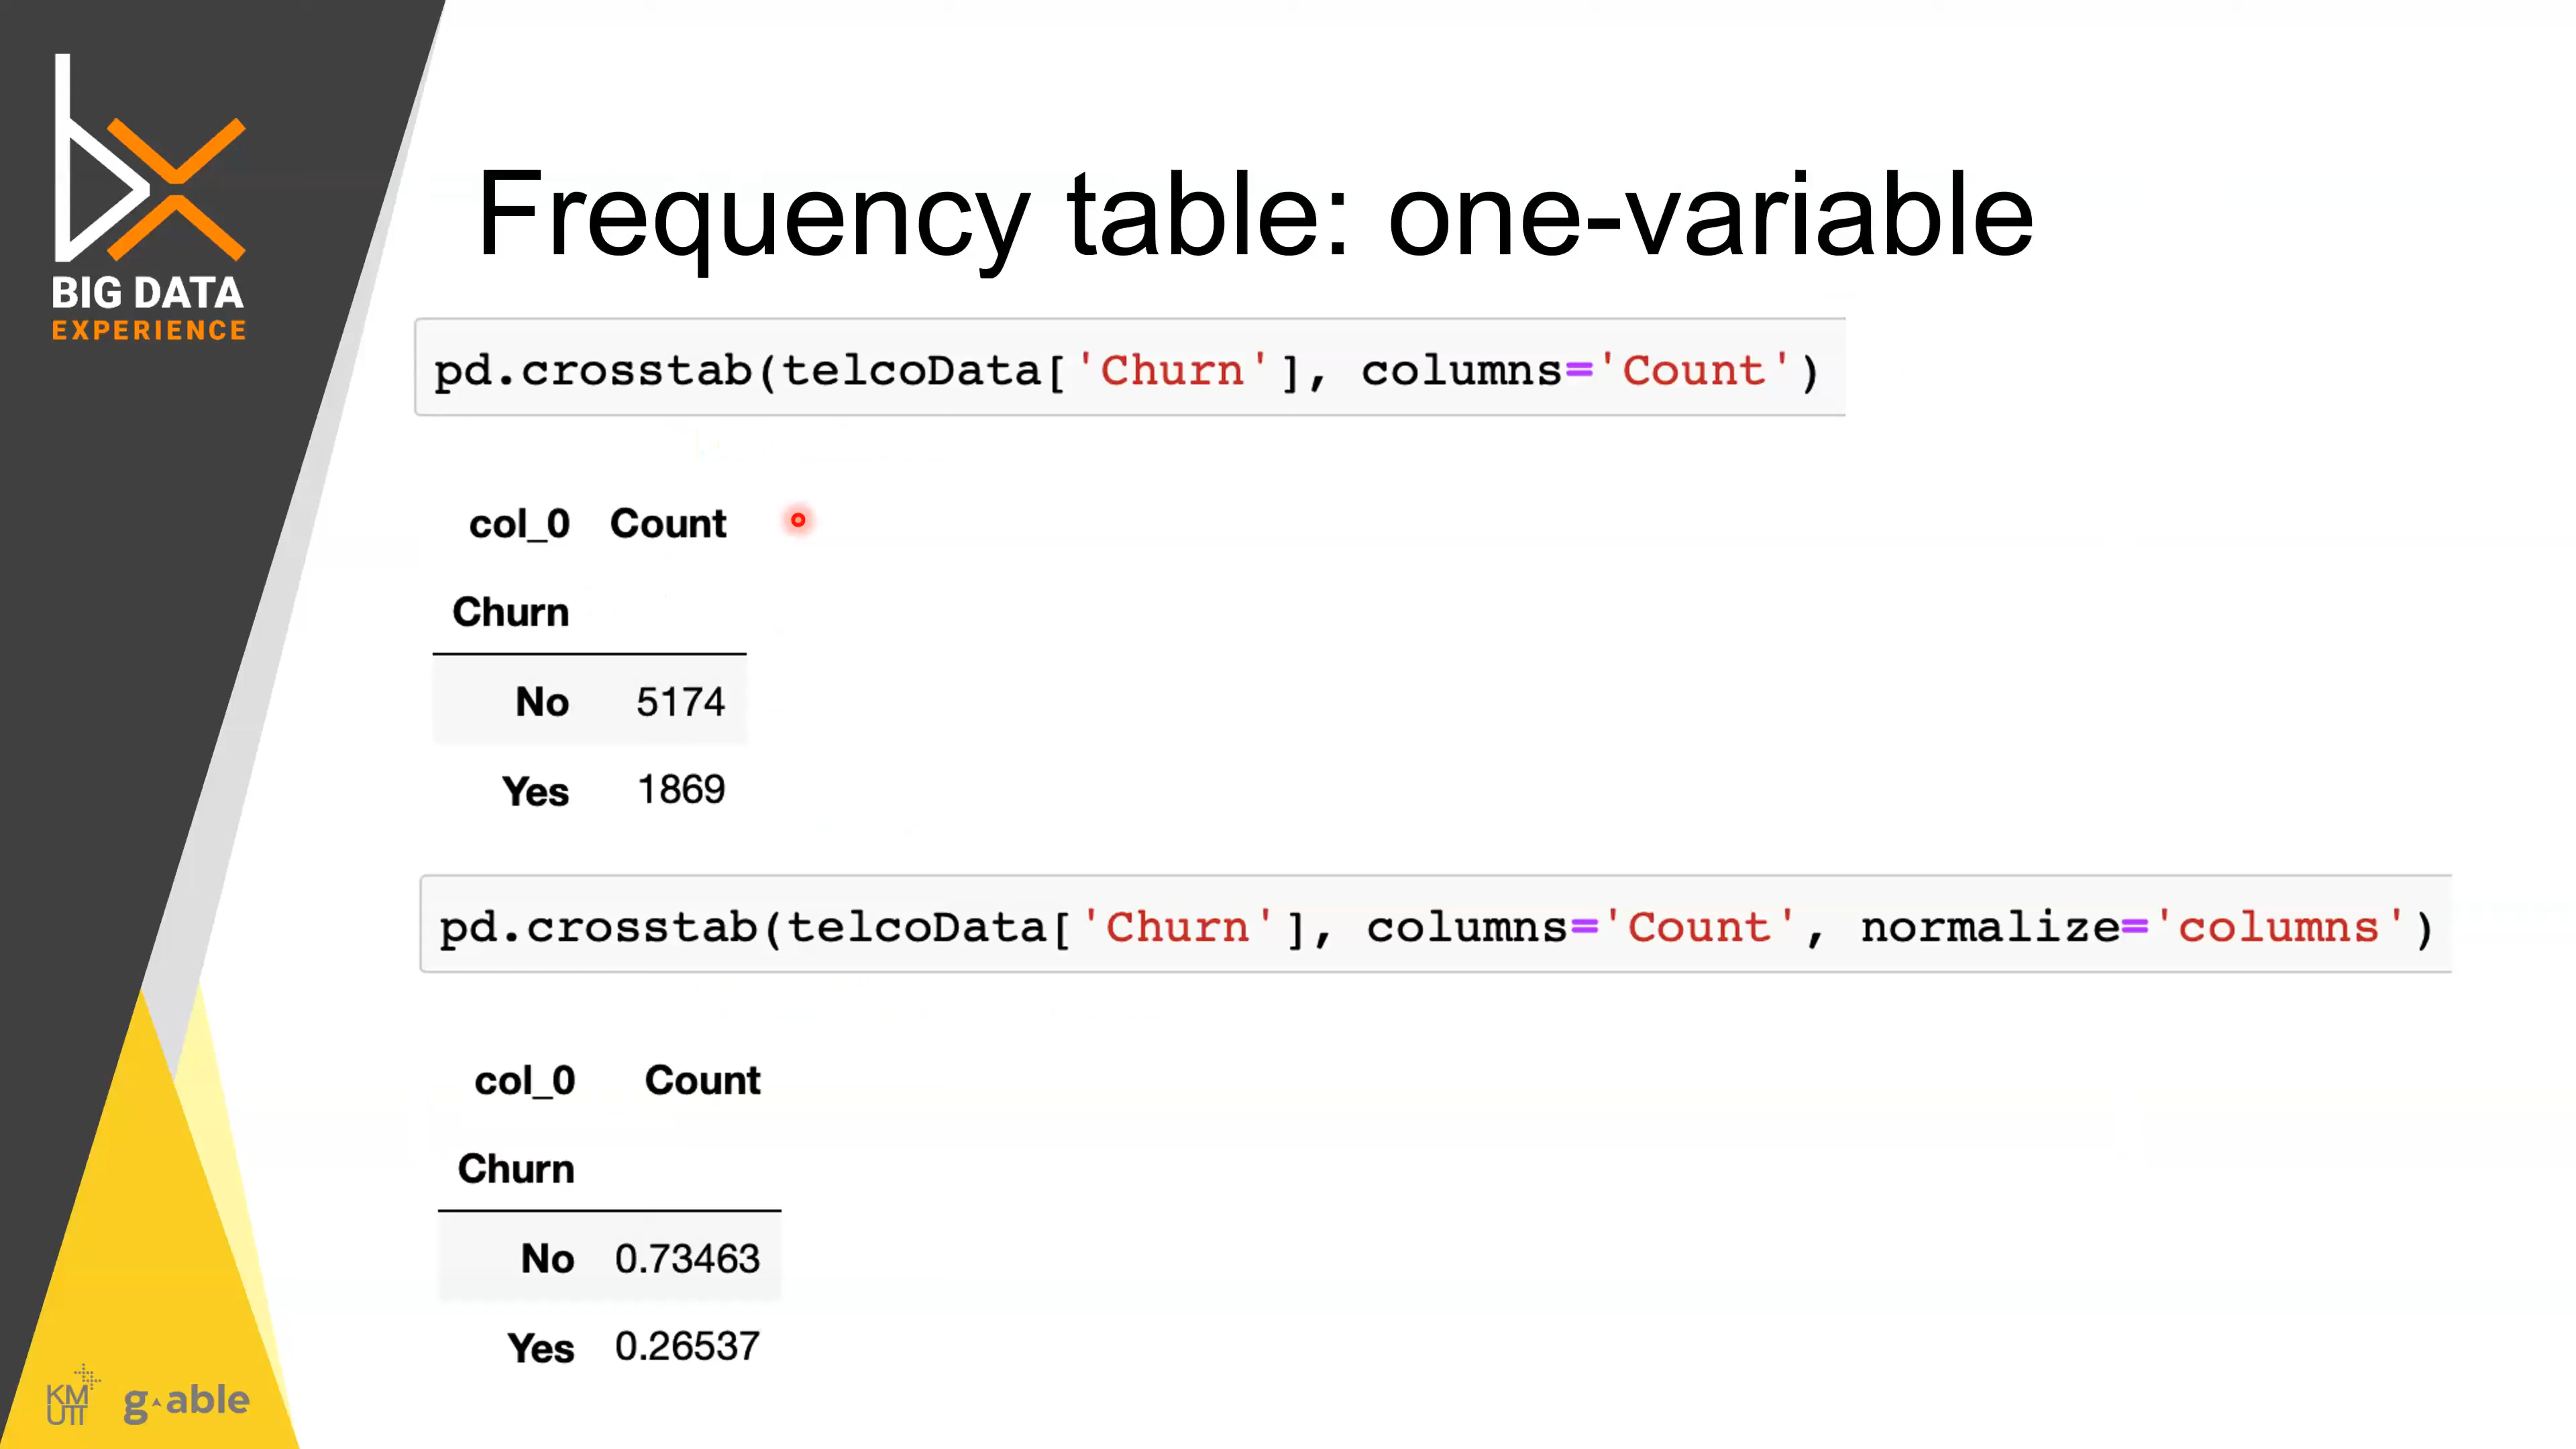 BIG DATA
EXPERIENCE
Frequency table: one-variable
pd.crosstab(telcoData['Churn'], columns='Count')
col_0 Count
Churn
No 5174
Yes 1869
pd.crosstab(telcoData['Churn'], columns='Count', normalize='columns')
col_0 Count
Churn
No 0.73463
Yes 0.26537
KM
UTT
g-able